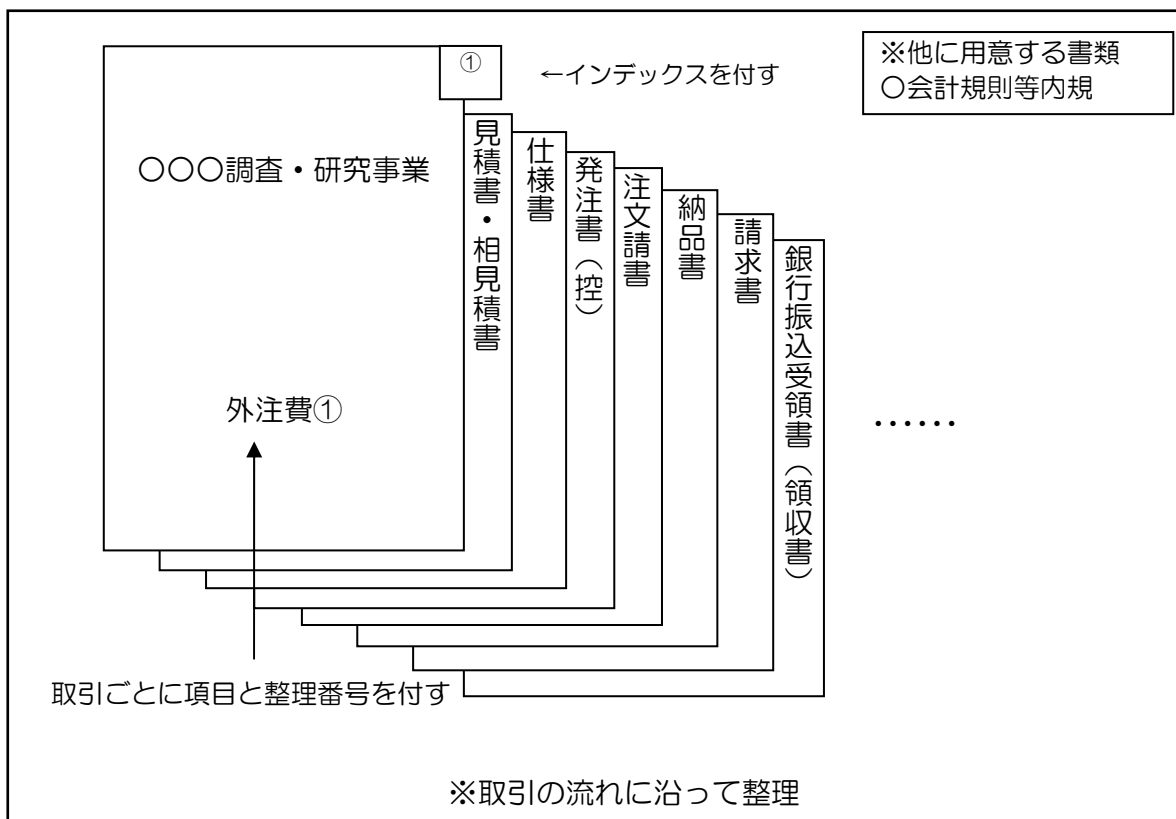 ①
←インデックスを付す
※他に用意する書類
〇会計規則等内規
〇〇〇調査・研究事業
見積書・相見積書
仕様書
発注書（控）
注文請書
納品書
請求書
銀行振込受領書（領収書）
……
外注費①
取引ごとに項目と整理番号を付す
※取引の流れに沿って整理